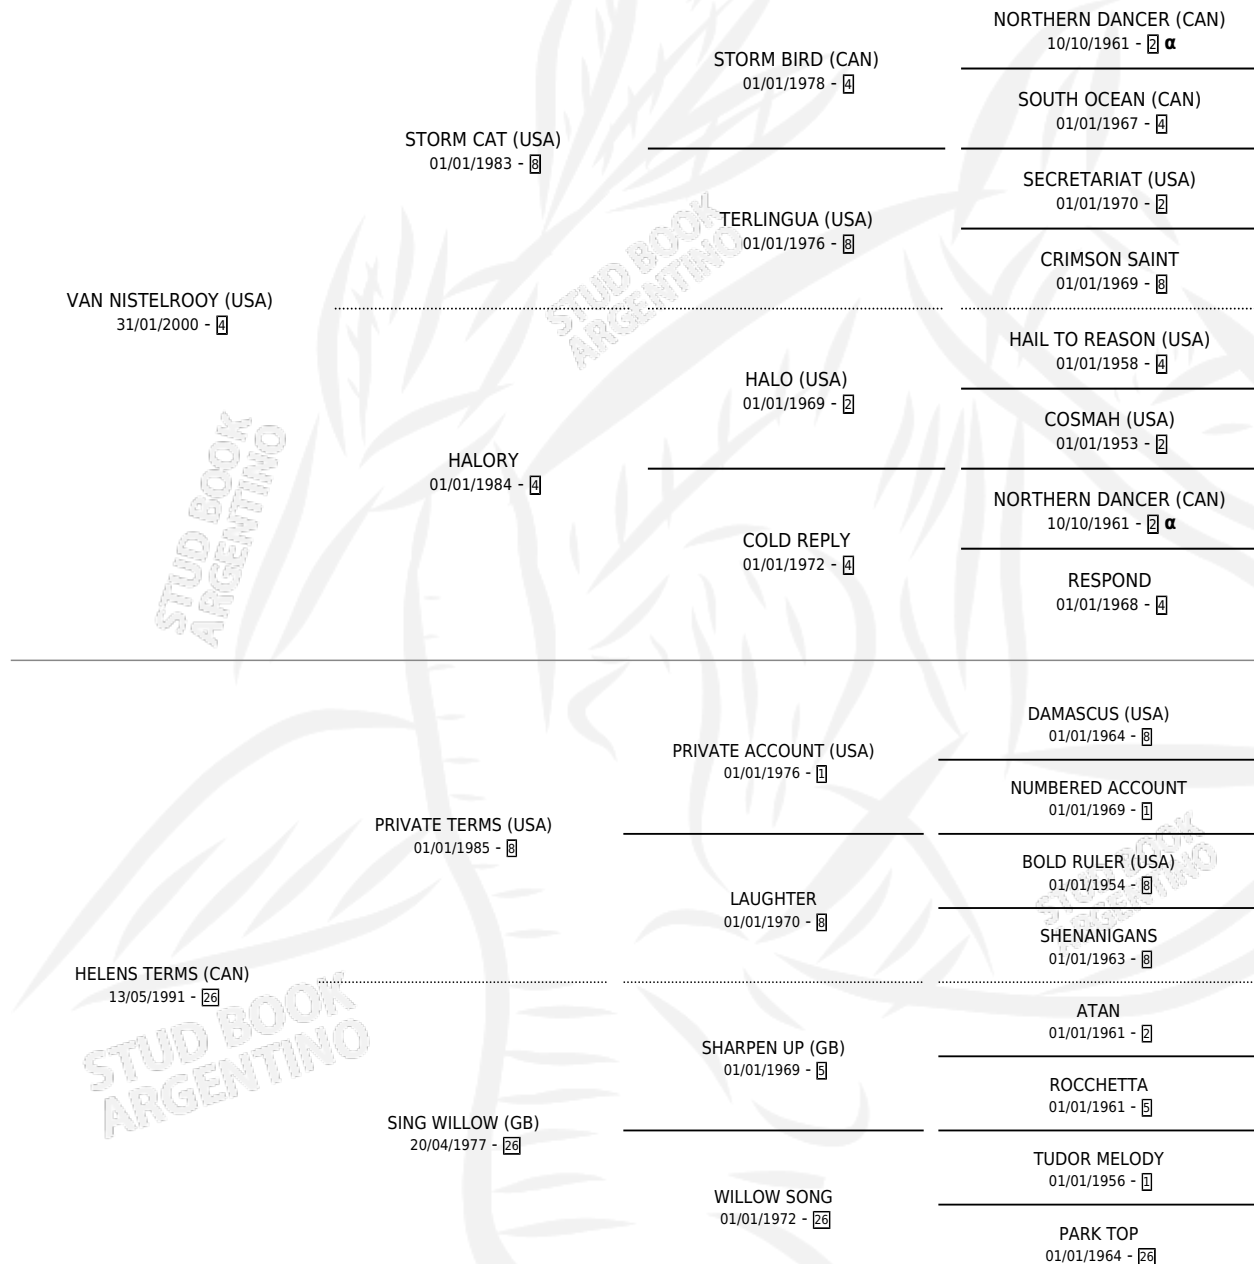 NORTHERN DANCER (CAN)
10/10/1961 - 2 α
STORM BIRD (CAN)
01/01/1978 - 4
SOUTH OCEAN (CAN)
01/01/1967 - 4
STORM CAT (USA)
01/01/1983 - 8
SECRETARIAT (USA)
01/01/1970 - 2
TERLINGUA (USA)
01/01/1976 - 8
CRIMSON SAINT
01/01/1969 - 8
VAN NISTELROOY (USA)
31/01/2000 - 4
HAIL TO REASON (USA)
01/01/1958 - 4
HALO (USA)
01/01/1969 - 2
COSMAH (USA)
01/01/1953 - 2
HALORY
01/01/1984 - 4
NORTHERN DANCER (CAN)
10/10/1961 - 2 α
COLD REPLY
01/01/1972 - 4
RESPOND
01/01/1968 - 4
DAMASCUS (USA)
01/01/1964 - 8
PRIVATE ACCOUNT (USA)
01/01/1976 - 1
NUMBERED ACCOUNT
01/01/1969 - 1
PRIVATE TERMS (USA)
01/01/1985 - 8
BOLD RULER (USA)
01/01/1954 - 8
LAUGHTER
01/01/1970 - 8
SHENANIGANS
01/01/1963 - 8
HELENS TERMS (CAN)
13/05/1991 - 26
ATAN
01/01/1961 - 2
SHARPEN UP (GB)
01/01/1969 - 5
ROCCHETTA
01/01/1961 - 5
SING WILLOW (GB)
20/04/1977 - 26
TUDOR MELODY
01/01/1956 - 1
WILLOW SONG
01/01/1972 - 26
PARK TOP
01/01/1964 - 26
STUD BOOK
ARGENTINO
STUD BOOK
ARGENTINO
STUD BOOK
ARGENTINO
STUD BOOK
ARGENTINO